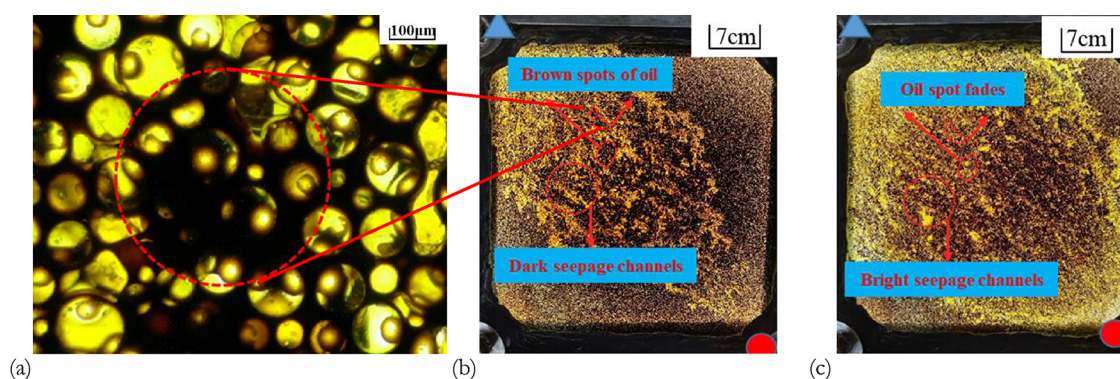 100μm
7cm
7cm
Brown spots of oil
Oil spot fades
Dark seepage channels
Bright seepage channels
(a)
(b)
(c)